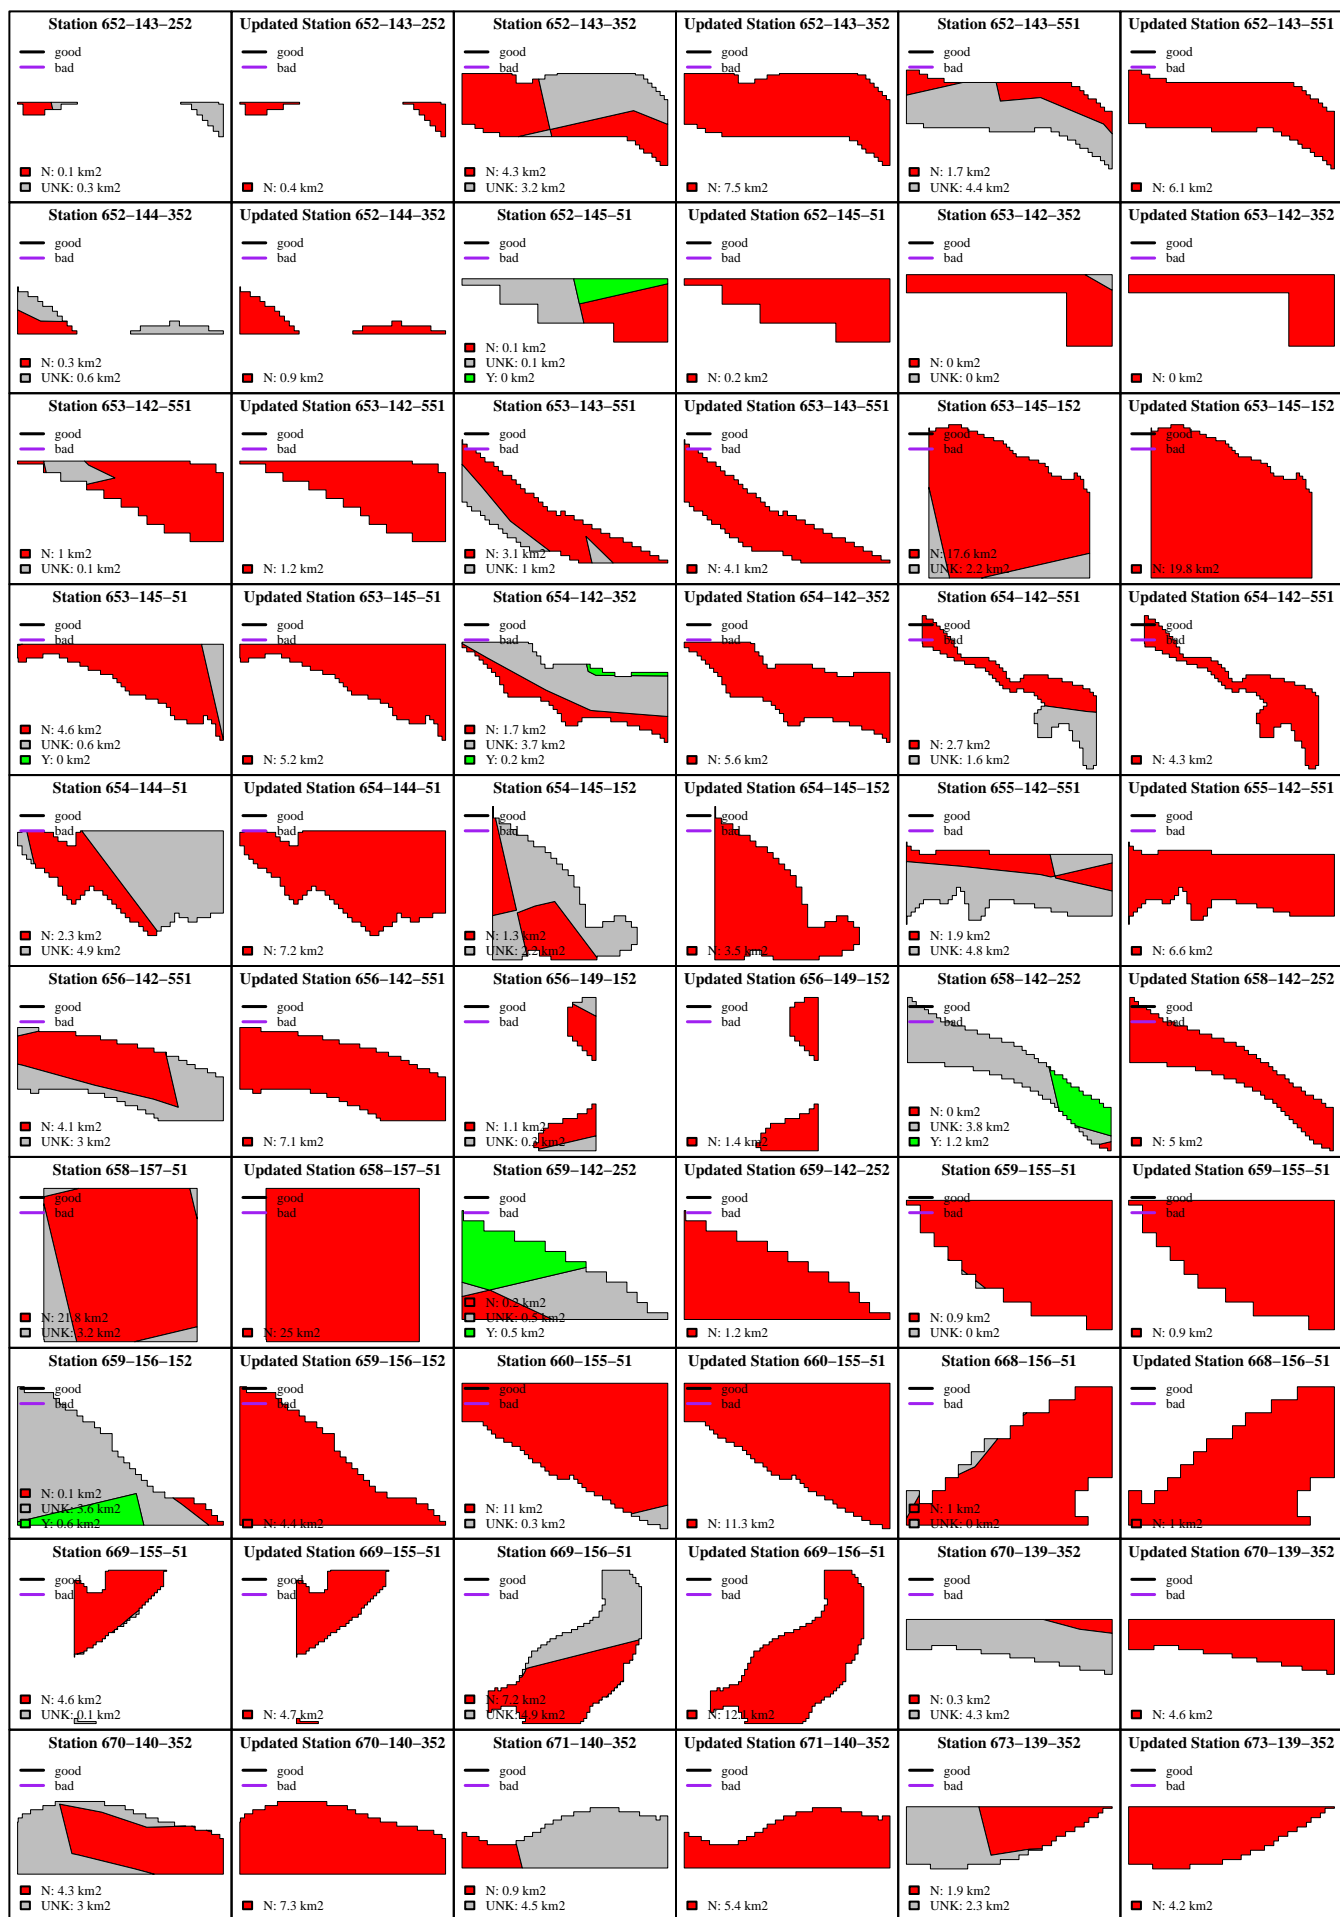 Station 652−143−252
good
bad
N: 0.1 km2
UNK: 0.3 km2
Updated Station 652−143−252
good
bad
N: 0.4 km2
Station 652−143−352
good
bad
N: 4.3 km2
UNK: 3.2 km2
Updated Station 652−143−352
good
bad
N: 7.5 km2
Station 652−143−551
good
bad
N: 1.7 km2
UNK: 4.4 km2
Updated Station 652−143−551
good
bad
N: 6.1 km2
Station 652−144−352
good
bad
N: 0.3 km2
UNK: 0.6 km2
Updated Station 652−144−352
good
bad
N: 0.9 km2
Station 652−145−51
good
bad
N: 0.1 km2
UNK: 0.1 km2
Y: 0 km2
Updated Station 652−145−51
good
bad
N: 0.2 km2
Station 653−142−352
good
bad
N: 0 km2
UNK: 0 km2
Updated Station 653−142−352
good
bad
N: 0 km2
Station 653−142−551
good
bad
N: 1 km2
UNK: 0.1 km2
Updated Station 653−142−551
good
bad
N: 1.2 km2
Station 653−143−551
good
bad
N: 3.1 km2
UNK: 1 km2
Updated Station 653−143−551
good
bad
N: 4.1 km2
Station 653−145−152
good
bad
N: 17.6 km2
UNK: 2.2 km2
Updated Station 653−145−152
good
bad
N: 19.8 km2
Station 653−145−51
good
bad
N: 4.6 km2
UNK: 0.6 km2
Y: 0 km2
Updated Station 653−145−51
good
bad
N: 5.2 km2
Station 654−142−352
good
bad
N: 1.7 km2
UNK: 3.7 km2
Y: 0.2 km2
Updated Station 654−142−352
good
bad
N: 5.6 km2
Station 654−142−551
good
bad
N: 2.7 km2
UNK: 1.6 km2
Updated Station 654−142−551
good
bad
N: 4.3 km2
Station 654−144−51
good
bad
N: 2.3 km2
UNK: 4.9 km2
Updated Station 654−144−51
good
bad
N: 7.2 km2
Station 654−145−152
good
bad
N: 1.3 km2
UNK: 2.2 km2
Updated Station 654−145−152
good
bad
N: 3.5 km2
Station 655−142−551
good
bad
N: 1.9 km2
UNK: 4.8 km2
Updated Station 655−142−551
good
bad
N: 6.6 km2
Station 656−142−551
good
bad
N: 4.1 km2
UNK: 3 km2
Updated Station 656−142−551
good
bad
N: 7.1 km2
Station 656−149−152
good
bad
N: 1.1 km2
UNK: 0.3 km2
Updated Station 656−149−152
good
bad
N: 1.4 km2
Station 658−142−252
good
bad
N: 0 km2
UNK: 3.8 km2
Y: 1.2 km2
Updated Station 658−142−252
good
bad
N: 5 km2
Station 658−157−51
good
bad
N: 21.8 km2
UNK: 3.2 km2
Updated Station 658−157−51
good
bad
N: 25 km2
Station 659−142−252
good
bad
N: 0.2 km2
UNK: 0.5 km2
Y: 0.5 km2
Updated Station 659−142−252
good
bad
N: 1.2 km2
Station 659−155−51
good
bad
N: 0.9 km2
UNK: 0 km2
Updated Station 659−155−51
good
bad
N: 0.9 km2
Station 659−156−152
good
bad
N: 0.1 km2
UNK: 3.6 km2
Y: 0.6 km2
Updated Station 659−156−152
good
bad
N: 4.4 km2
Station 660−155−51
good
bad
N: 11 km2
UNK: 0.3 km2
Updated Station 660−155−51
good
bad
N: 11.3 km2
Station 668−156−51
good
bad
N: 1 km2
UNK: 0 km2
Updated Station 668−156−51
good
bad
N: 1 km2
Station 669−155−51
good
bad
N: 4.6 km2
UNK: 0.1 km2
Updated Station 669−155−51
good
bad
N: 4.7 km2
Station 669−156−51
good
bad
N: 7.2 km2
UNK: 4.9 km2
Updated Station 669−156−51
good
bad
N: 12.1 km2
Station 670−139−352
good
bad
N: 0.3 km2
UNK: 4.3 km2
Updated Station 670−139−352
good
bad
N: 4.6 km2
Station 670−140−352
good
bad
N: 4.3 km2
UNK: 3 km2
Updated Station 670−140−352
good
bad
N: 7.3 km2
Station 671−140−352
good
bad
N: 0.9 km2
UNK: 4.5 km2
Updated Station 671−140−352
good
bad
N: 5.4 km2
Station 673−139−352
good
bad
N: 1.9 km2
UNK: 2.3 km2
Updated Station 673−139−352
good
bad
N: 4.2 km2